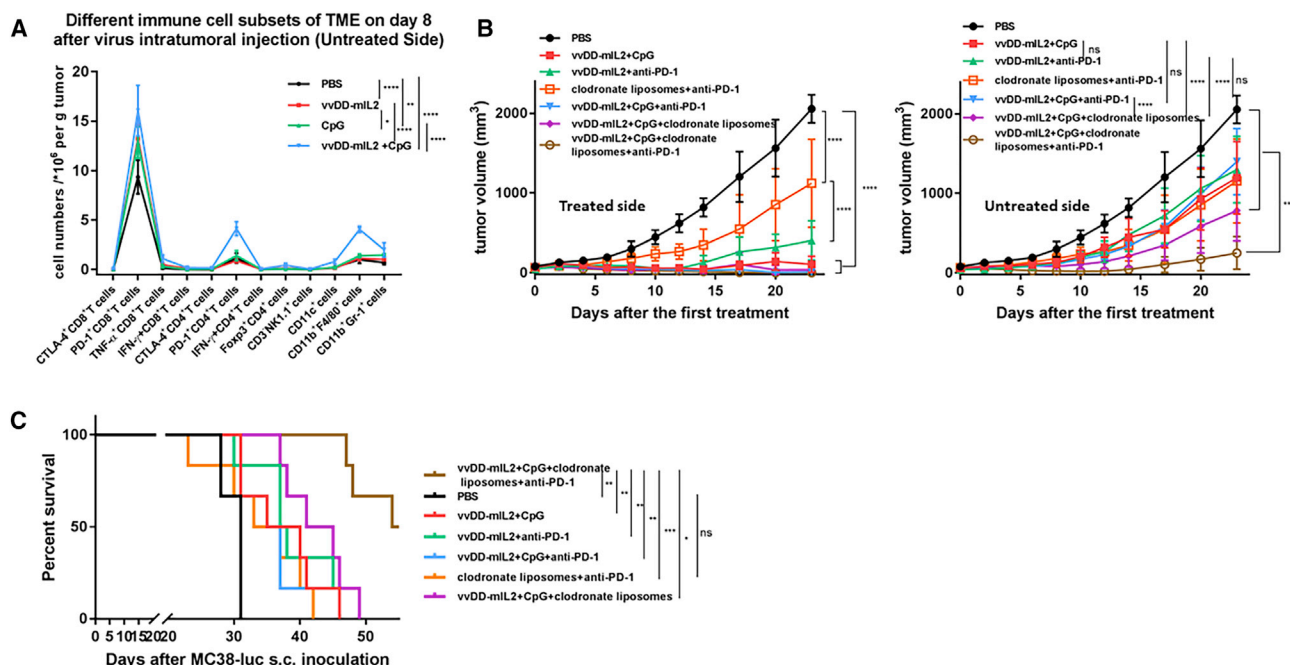 A
Different immune cell subsets of TME on day 8
after virus intratumoral injection (Untreated Side)
cell numbers /*10^6 per g tumor
20
15
10
5
0
PBS
vvDD-mIL2
CpG
vvDD-mIL2 +CpG
****
**
*
****
****
****
CTLA-4+CD8+T cells
PD-1+CD8+T cells
TNF-α+CD8+T cells
IFN-γ+CD8+T cells
CTLA-4+CD4+T cells
PD-1+CD4+T cells
IFN-γ+CD4+T cells
Foxp3+CD4+cells
CD3-NK1.1+cells
CD11c+cells
CD11b+F4/80+cells
CD11b+Gr-1+cells
B
PBS
vvDD-mIL2+CpG
vvDD-mIL2+anti-PD-1
clodronate liposomes+anti-PD-1
vvDD-mIL2+CpG+anti-PD-1
vvDD-mIL2+CpG+clodronate liposomes
vvDD-mIL2+CpG+clodronate
liposomes+anti-PD-1
tumor volume (mm3)
2000
1000
0
Treated side
****
****
****
0 5 10 15 20
Days after the first treatment
PBS
vvDD-mIL2+CpG
vvDD-mIL2+anti-PD-1
clodronate liposomes+anti-PD-1
vvDD-mIL2+CpG+anti-PD-1
vvDD-mIL2+CpG+clodronate liposomes
vvDD-mIL2+CpG+clodronate
liposomes+anti-PD-1
ns
****
ns
****
****
ns
tumor volume (mm3)
2000
1000
0
Untreated side
**
0 5 10 15 20
Days after the first treatment
C
Percent survival
100
50
0
0 5 10 15 20 20 30 40 50
Days after MC38-luc s.c. inoculation
vvDD-mIL2+CpG+clodronate
liposomes+anti-PD-1
PBS
vvDD-mIL2+CpG
vvDD-mIL2+anti-PD-1
vvDD-mIL2+CpG+anti-PD-1
clodronate liposomes+anti-PD-1
vvDD-mIL2+CpG+clodronate liposomes
**
**
**
**
***
*
ns